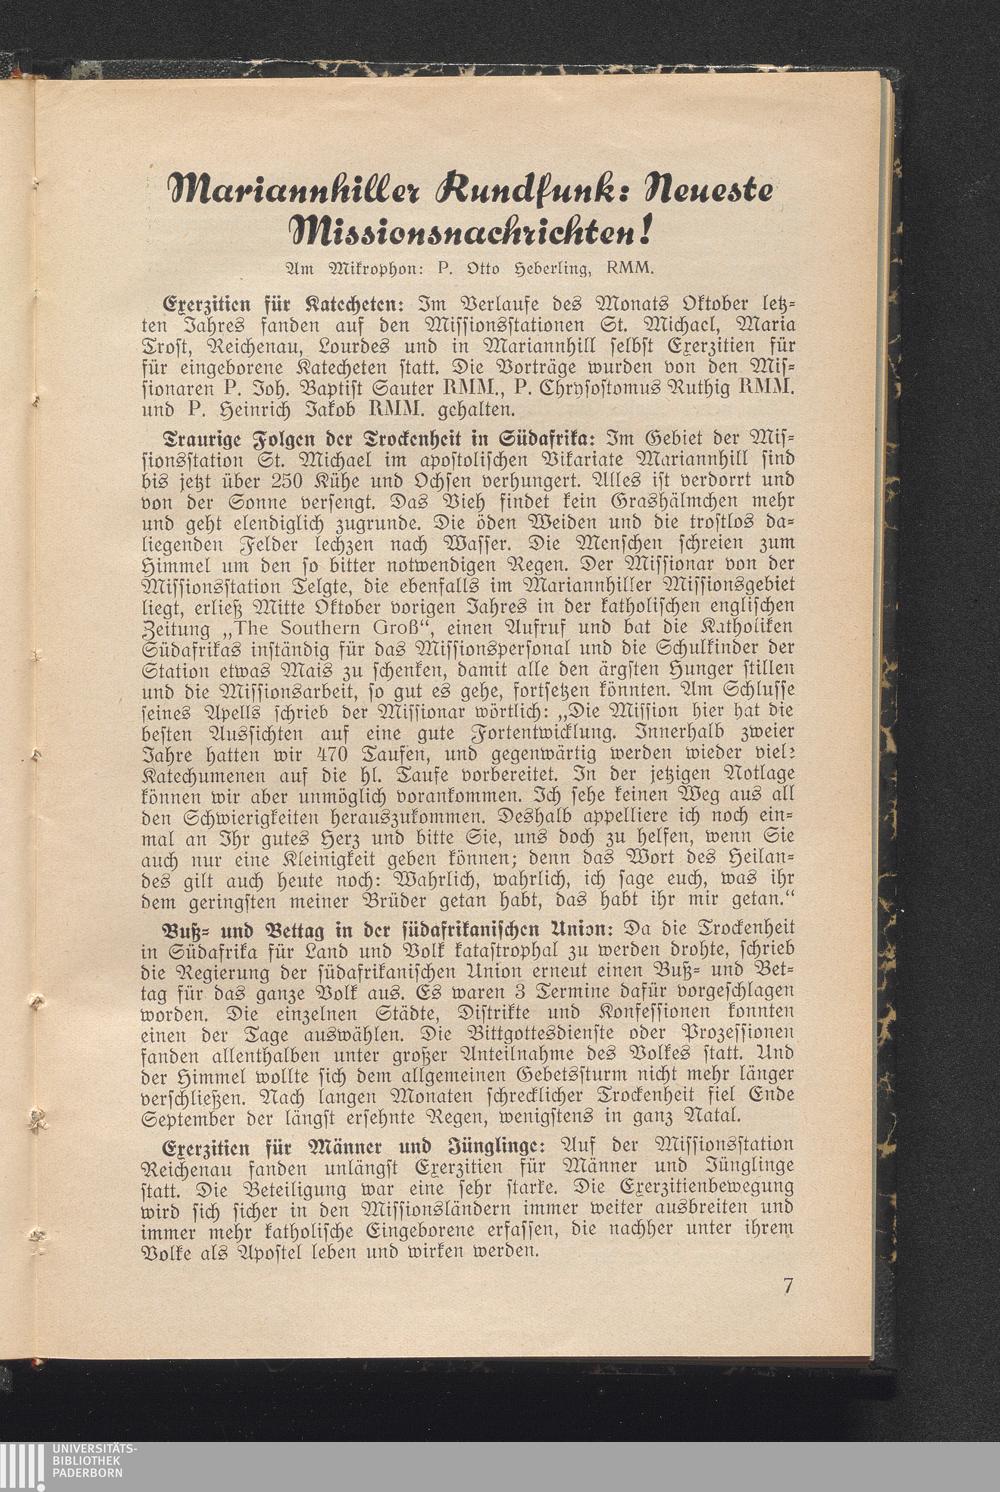 Mariannhiller Rundfunk: Neueste
Missionsnachrichten!
Am Mikrophon: P. Otto Heberling, RMM.
Exerzitien für Katecheten: Im Verlaufe des Monats Oktober letz-
ten Jahres fanden auf den Missionsstationen St. Michael, Maria
Trost, Reichenau, Lourdes und in Mariannhill selbst Exerzitien für
für eingeborene Katecheten statt. Die Vorträge wurden von den Mis-
sionaren P. Joh. Baptist Sauter RMM., P. Chrysostomus Ruthig RMM.
und P. Heinrich Jakob RMM. gehalten.
Traurige Folgen der Trockenheit in Südafrika: Im Gebiet der Mis-
sionsstation St. Michael im apostolischen Vikariate Mariannhill sind
bis jetzt über 250 Kühe und Ochsen verhungert. Alles ist verdorrt und
von der Sonne versengt. Das Vieh findet kein Grashälmchen mehr
und geht elendiglich zugrunde. Die öden Weiden und die trostlos da-
liegenden Felder lechzen nach Wasser. Die Menschen schreien zum
Himmel um den so bitter notwendigen Regen. Der Missionar von der
Missionsstation Telgte, die ebenfalls im Mariannhiller Missionsgebiet
liegt, erließ Mitte Oktober vorigen Jahres in der katholischen englischen
Zeitung „The Southern Groß“, einen Aufruf und bat die Katholiken
Südafrikas inständig für das Missionspersonal und die Schulkinder der
Station etwas Mais zu schenken, damit alle den ärgsten Hunger stillen
und die Missionsarbeit, so gut es gehe, fortsetzen könnten. Am Schlusse
seines Apells schrieb der Missionar wörtlich: „Die Mission hier hat die
besten Aussichten auf eine gute Fortentwicklung. Innerhalb zweier
Jahre hatten wir 470 Taufen, und gegenwärtig werden wieder viele
Katechumenen auf die hl. Taufe vorbereitet. In der jetzigen Notlage
können wir aber unmöglich vorankommen. Ich sehe keinen Weg aus all
den Schwierigkeiten herauszukommen. Deshalb appelliere ich noch ein-
mal an Ihr gutes Herz und bitte Sie, uns doch zu helfen, wenn Sie
auch nur eine Kleinigkeit geben können; denn das Wort des Heilan-
des gilt auch heute noch: Wahrlich, wahrlich, ich sage euch, was ihr
dem geringsten meiner Brüder getan habt, das habt ihr mir getan.“
Buß- und Bettag in der südafrikanischen Union: Da die Trockenheit
in Südafrika für Land und Volk katastrophal zu werden drohte, schrieb
die Regierung der südafrikanischen Union erneut einen Buß- und Bet-
tag für das ganze Volk aus. Es waren 3 Termine dafür vorgeschlagen
worden. Die einzelnen Städte, Distrikte und Konfessionen konnten
einen der Tage auswählen. Die Bittgottesdienste oder Prozessionen
fanden allenthalben unter großer Anteilnahme des Volkes statt. Und
der Himmel wollte sich dem allgemeinen Gebetssturm nicht mehr länger
verschließen. Nach langen Monaten schrecklicher Trockenheit fiel Ende
September der längst ersehnte Regen, wenigstens in ganz Natal.
Exerzitien für Männer und Jünglinge: Auf der Missionsstation
Reichenau fanden unlängst Exerzitien für Männer und Jünglinge
statt. Die Beteiligung war eine sehr starke. Die Exerzitienbewegung
wird sich sicher in den Missionsländern immer weiter ausbreiten und
immer mehr katholische Eingeborene erfassen, die nachher unter ihrem
Volke als Apostel leben und wirken werden.
7
UNIVERSITÄTS-
BIBLIOTHEK
PADERBORN